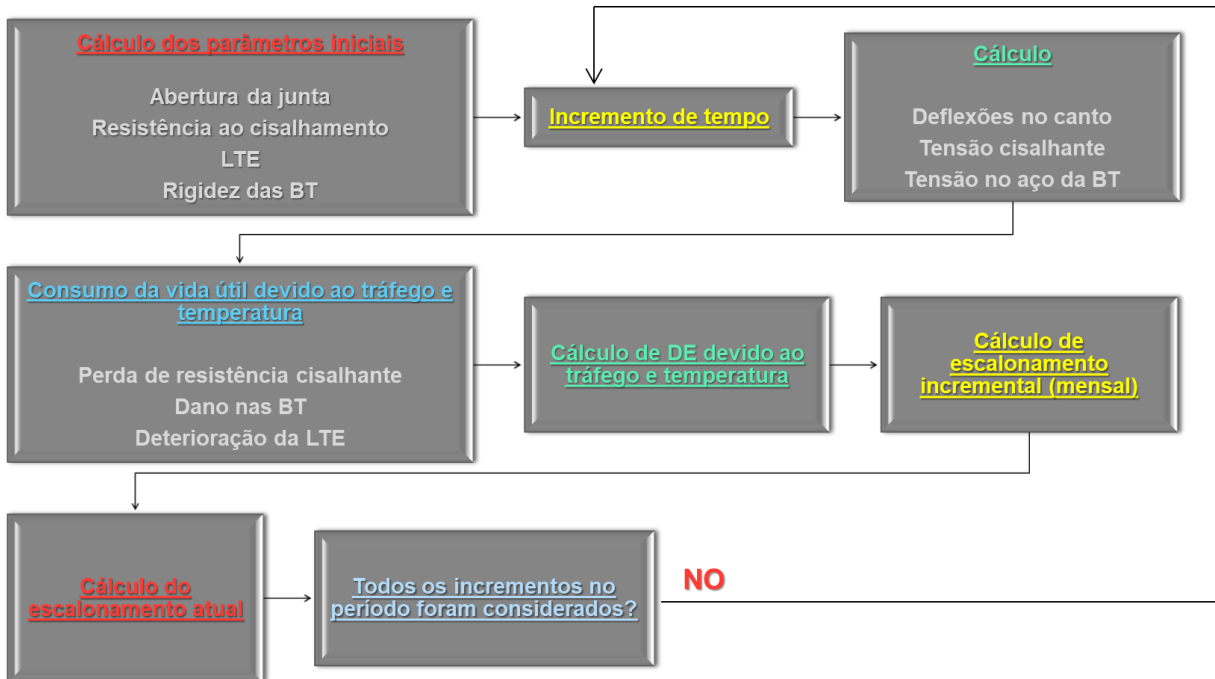 Cálculo dos parâmetros iniciais
Abertura da junta
Resistência ao cisalhamento
LTE
Rigidez das BT
Incremento de tempo
Cálculo
Deflexões no canto
Tensão cisalhante
Tensão no aço da BT
Consumo da vida útil devido ao tráfego e
temperatura
Perda de resistência cisalhante
Dano nas BT
Deterioração da LTE
Cálculo de DE devido ao
tráfego e temperatura
Cálculo de
escalonamento
incremental (mensal)
Cálculo do
escalonamento atual
Todos os incrementos no
período foram considerados?
NO